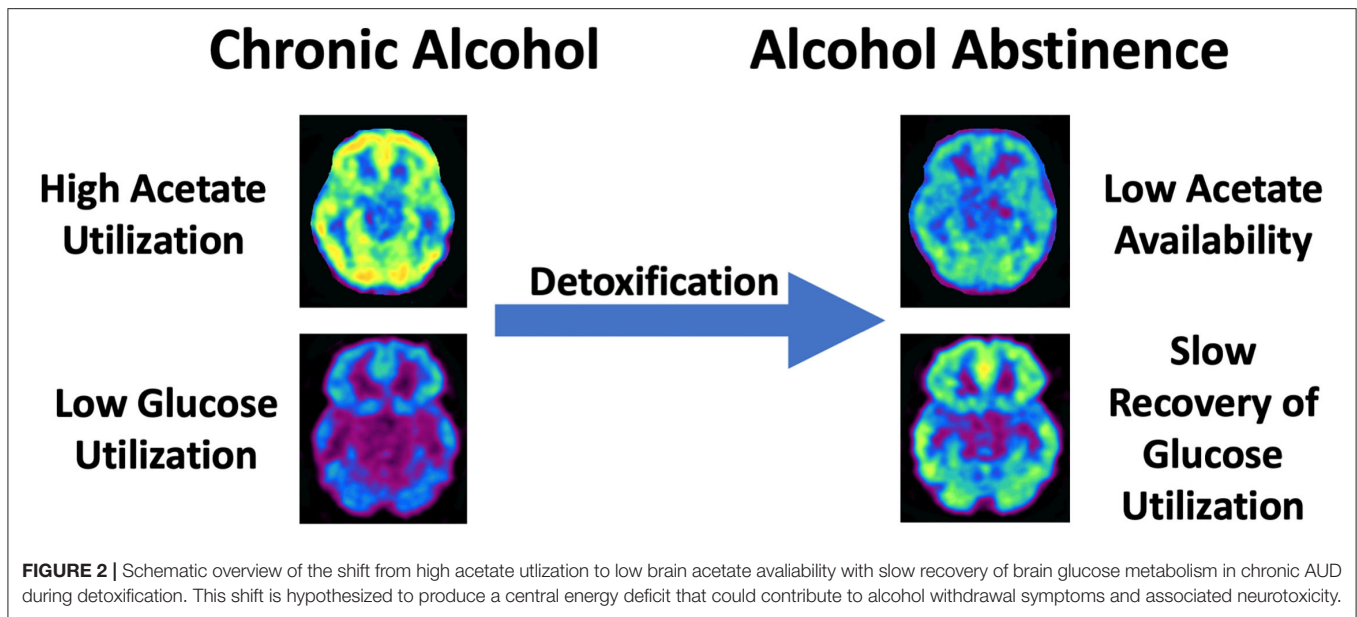 Chronic Alcohol
Alcohol Abstinence
High Acetate
Utilization
Low Acetate
Availability
Detoxification
Low Glucose
Utilization
Slow
Recovery of
Glucose
Utilization
FIGURE 2 | Schematic overview of the shift from high acetate utlization to low brain acetate avaliability with slow recovery of brain glucose metabolism in chronic AUD
during detoxification. This shift is hypothesized to produce a central energy deficit that could contribute to alcohol withdrawal symptoms and associated neurotoxicity.